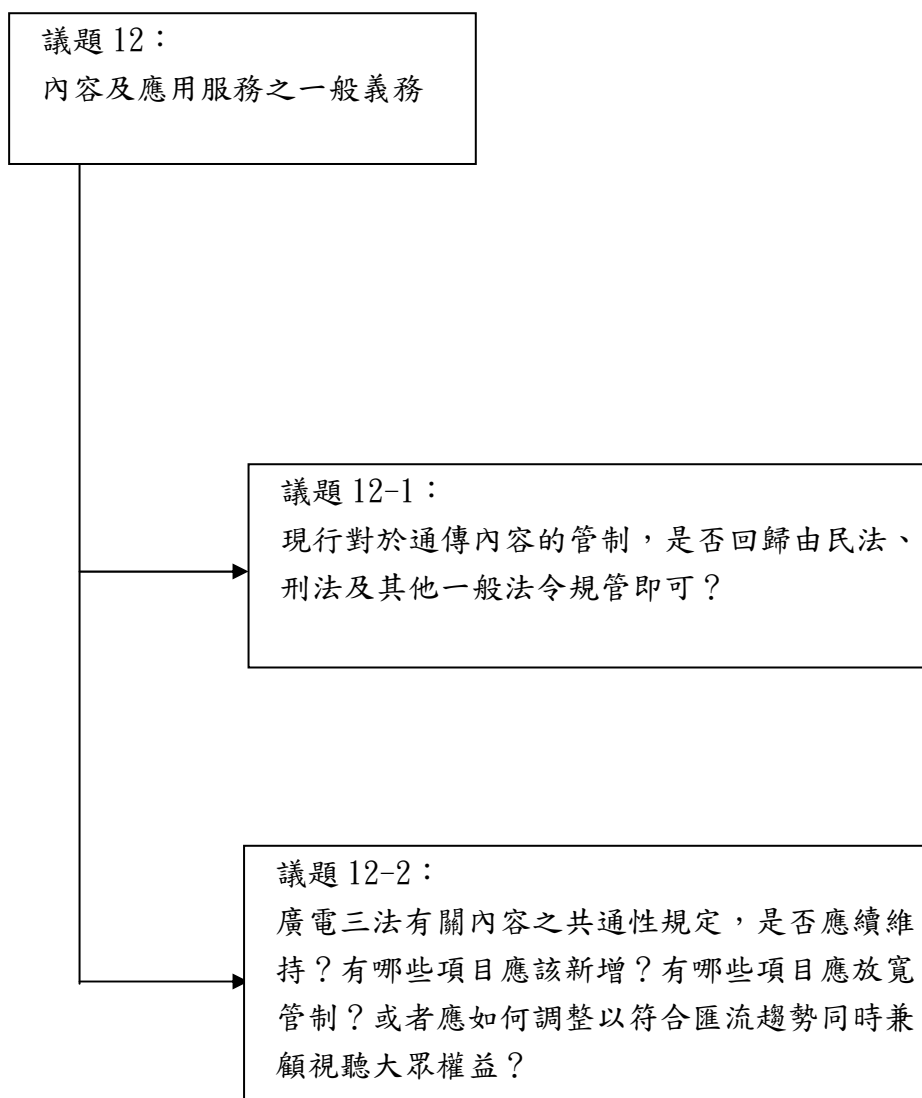 議題 12：
內容及應用服務之一般義務
議題 12-1：
現行對於通傳內容的管制，是否回歸由民法、
刑法及其他一般法令規管即可？
議題 12-2：
廣電三法有關內容之共通性規定，是否應續維
持？有哪些項目應該新增？有哪些項目應放寬
管制？或者應如何調整以符合匯流趨勢同時兼
顧視聽大眾權益？